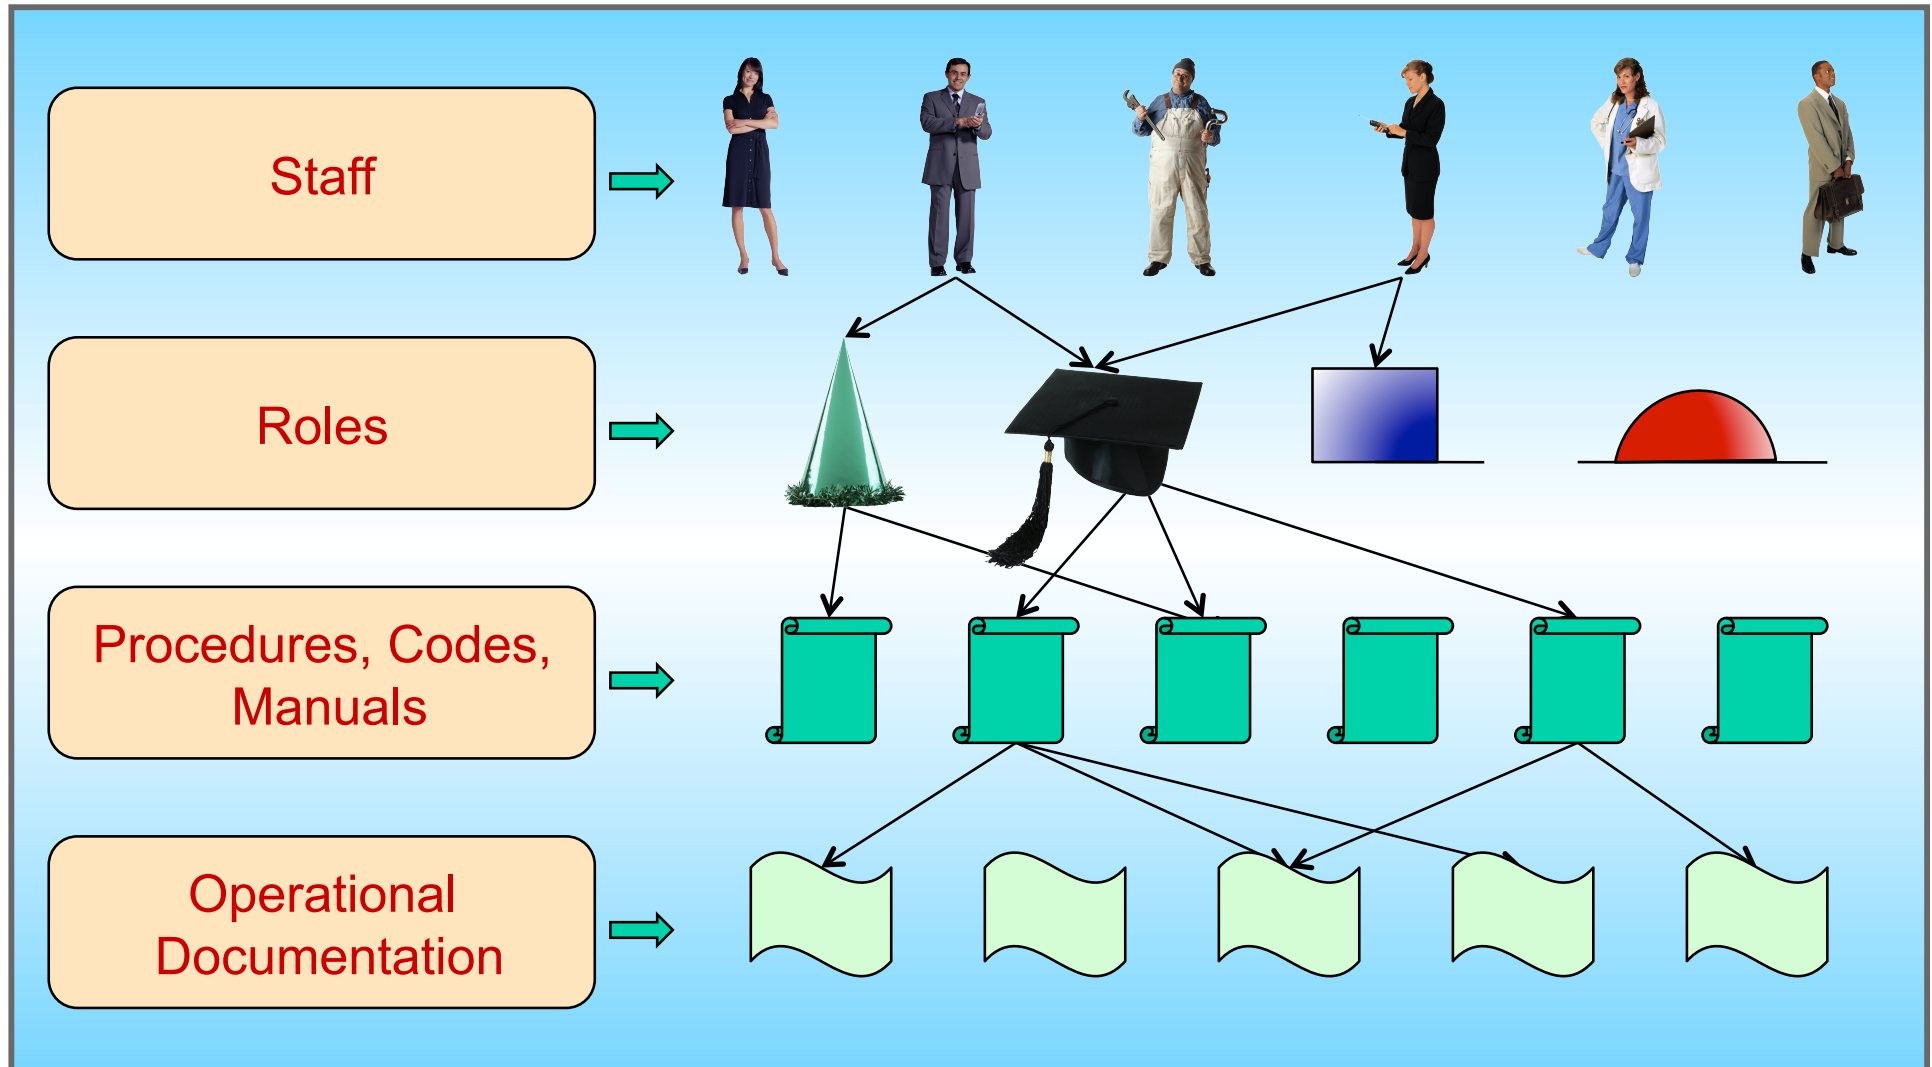 Staff
Roles
Procedures, Codes,
Manuals
Operational
Documentation